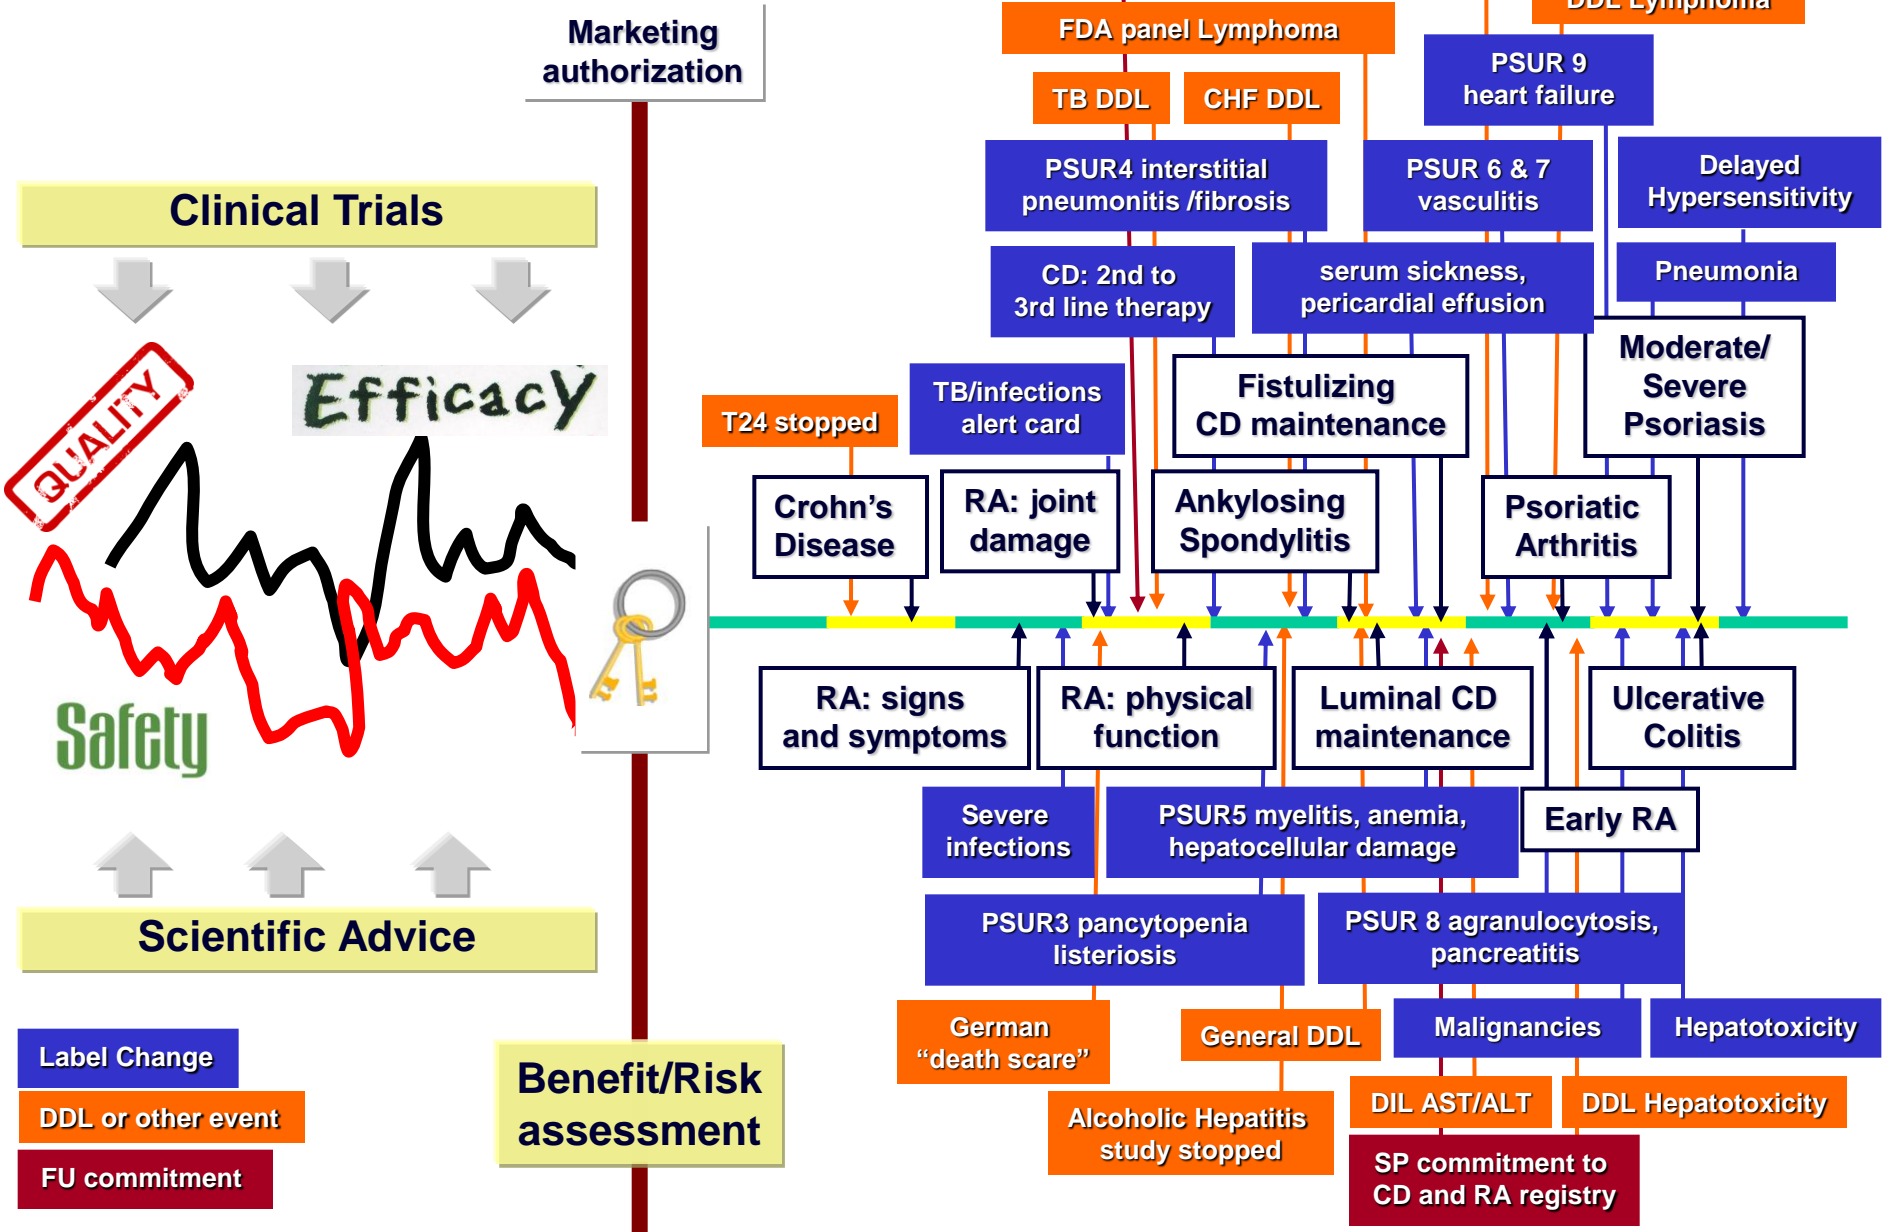 Marketing
authorization
FDA panel Lymphoma
DDL Lymphoma
PSUR 9
heart failure
TB DDL
CHF DDL
PSUR4 interstitial
pneumonitis /fibrosis
PSUR 6 & 7
vasculitis
Delayed
Hypersensitivity
Clinical Trials
CD: 2nd to
3rd line therapy
serum sickness,
pericardial effusion
Pneumonia
QUALITY
Efficacy
T24 stopped
TB/infections
alert card
Fistulizing
CD maintenance
Moderate/
Severe
Psoriasis
Crohn’s
Disease
RA: joint
damage
Ankylosing
Spondylitis
Psoriatic
Arthritis
Safety
RA: signs
and symptoms
RA: physical
function
Luminal CD
maintenance
Ulcerative
Colitis
Severe
infections
PSUR5 myelitis, anemia,
hepatocellular damage
Early RA
Scientific Advice
PSUR3 pancytopenia
listeriosis
PSUR 8 agranulocytosis,
pancreatitis
German
“death scare”
General DDL
Malignancies
Hepatotoxicity
Label Change
DDL or other event
FU commitment
Benefit/Risk
assessment
Alcoholic Hepatitis
study stopped
DIL AST/ALT
DDL Hepatotoxicity
SP commitment to
CD and RA registry